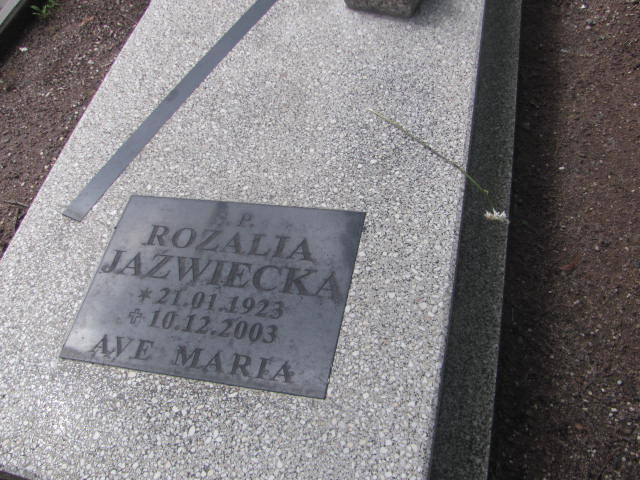 Ś.P.
ROZALIA
JAŹWIECKA
* 21.01.1923
✝ 10.12.2003
AVE MARIA